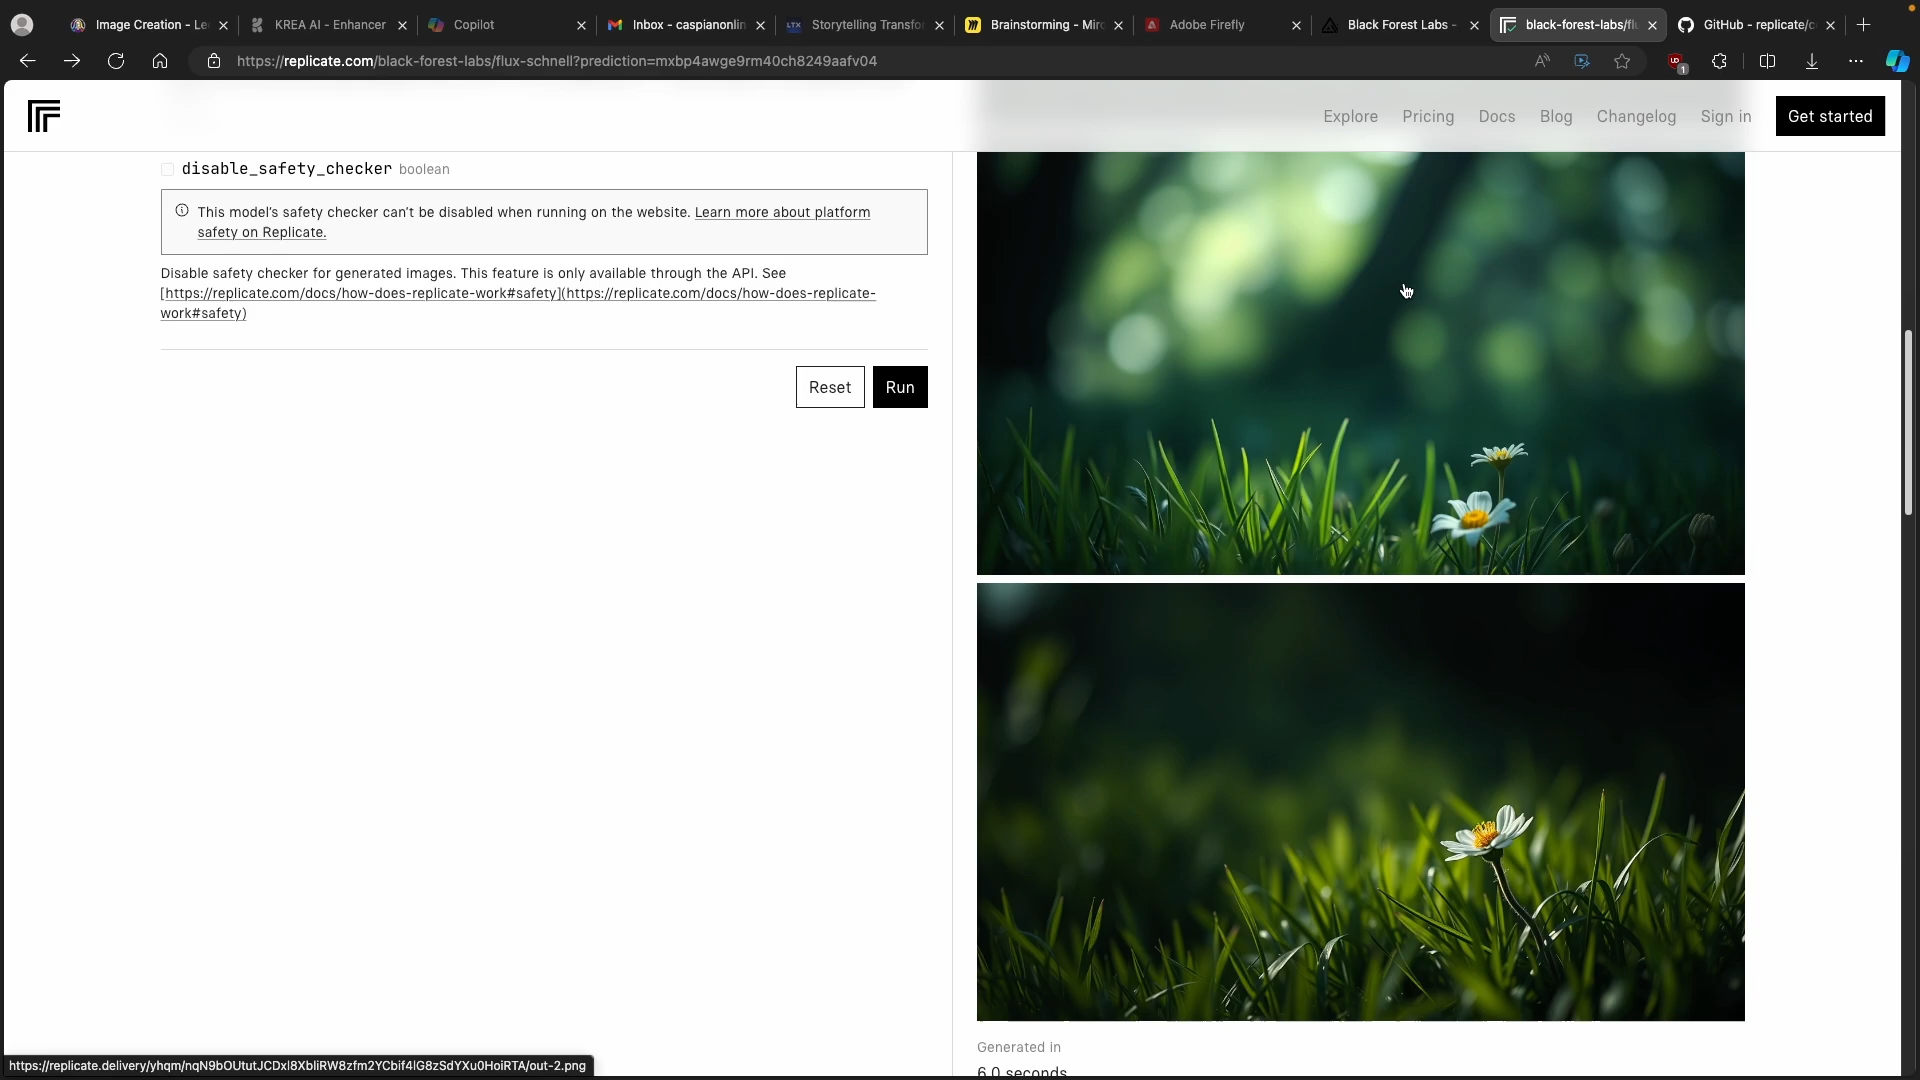 Image Creation - Le
KREA AI - Enhancer
Copilot
Inbox - caspianonlin
LTX
Storytelling Transfor
Brainstorming - Miro
Adobe Firefly
Black Forest Labs -
black-forest-labs/flu
GitHub - replicate/c
https://replicate.com/black-forest-labs/flux-schnell?prediction=mxbp4awge9rm40ch8249aafv04
1
Explore
Pricing
Docs
Blog
Changelog
Sign in
Get started
disable_safety_checker boolean
This model's safety checker can't be disabled when running on the website. Learn more about platform
safety on Replicate.
Disable safety checker for generated images. This feature is only available through the API. See
[https://replicate.com/docs/how-does-replicate-work#safety](https://replicate.com/docs/how-does-replicate-
work#safety)
Reset
Run
Generated in
6.0 seconds
https://replicate.delivery/yhqm/nqN9bOUtutJCDxl8XbliRW8zfm2YCbif4lG8zSdYXu0HoiRTA/out-2.png